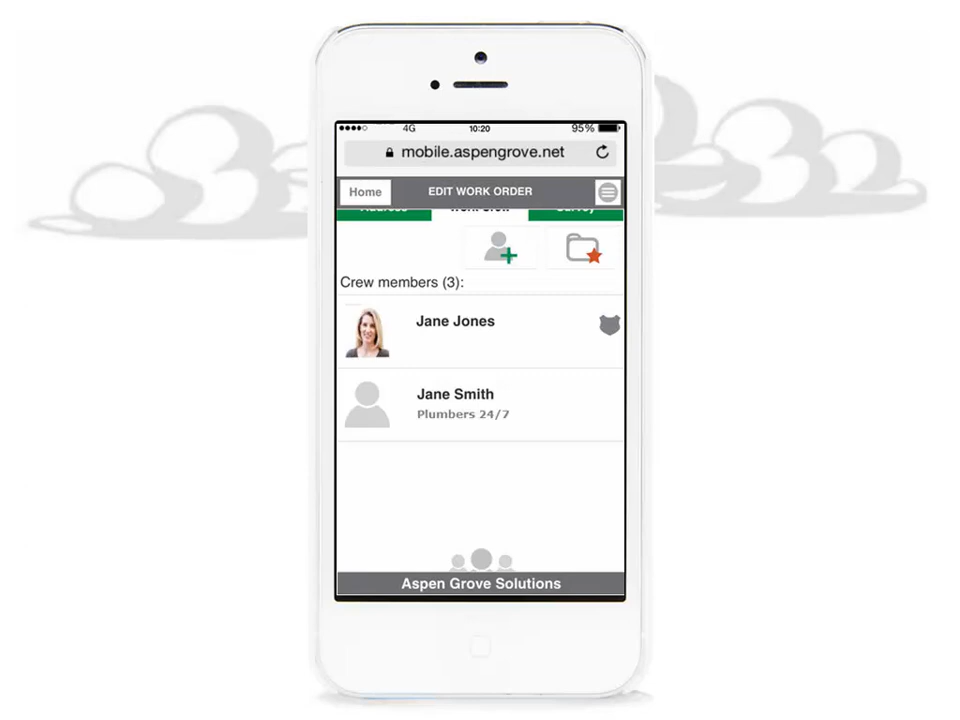 4G 10:20 95%
mobile.aspengrove.net
Home EDIT WORK ORDER
Crew members (3):
Jane Jones
Jane Smith
Plumbers 24/7
Aspen Grove Solutions